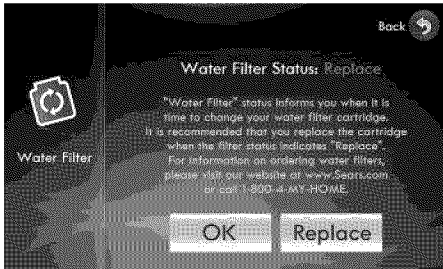 Back
Water Filter Status: Replace
"Water Filter" status informs you when it is
time to change your water filter cartridge.
It is recommended that you replace the cartridge
when the filter status indicates "Replace".
For information on ordering water filters,
please visit our website at www.Sears.com
or call 1-800-4-MY-HOME.
Water Filter
OK
Replace